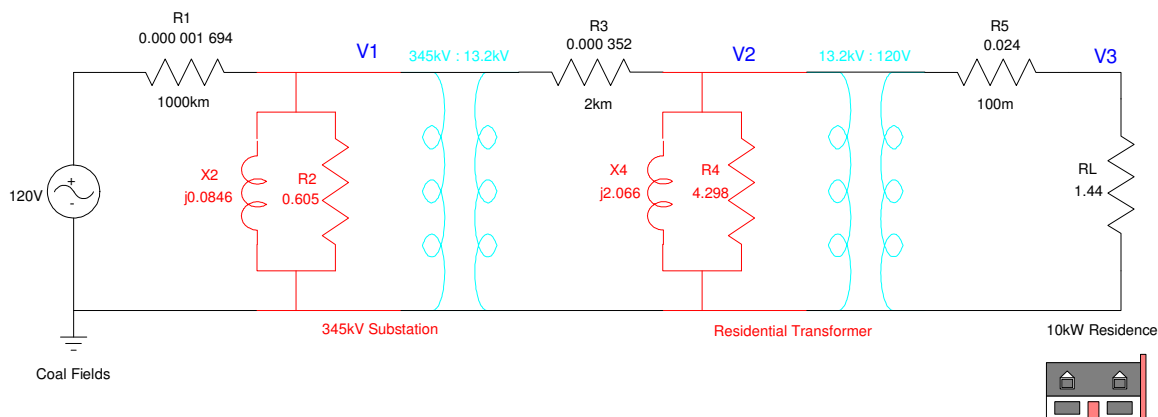 R1
0.000 001 694
1000km
V1
345kV : 13.2kV
R3
0.000 352
2km
V2
13.2kV : 120V
R5
0.024
100m
V3
120V
+
-
X2
j0.0846
R2
0.605
X4
j2.066
R4
4.298
RL
1.44
345kV Substation
Residential Transformer
10kW Residence
Coal Fields